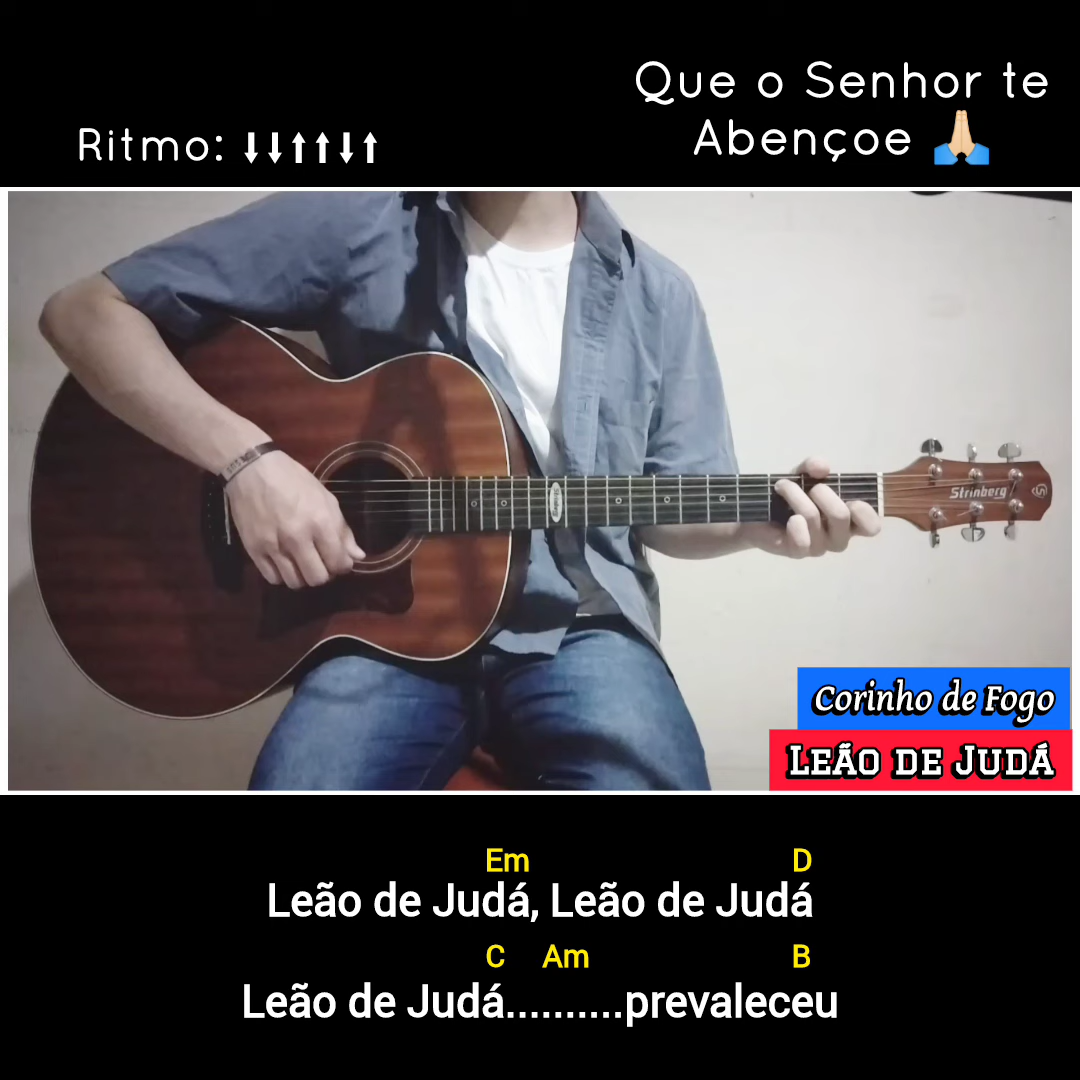 Que o Senhor te
Abençoe 🙏🏻
Ritmo: ⬇⬇⬆⬆⬇⬆
Strinberg
Corinho de Fogo
Leão de Judá
Em D
Leão de Judá, Leão de Judá
C Am B
Leão de Judá..........prevaleceu